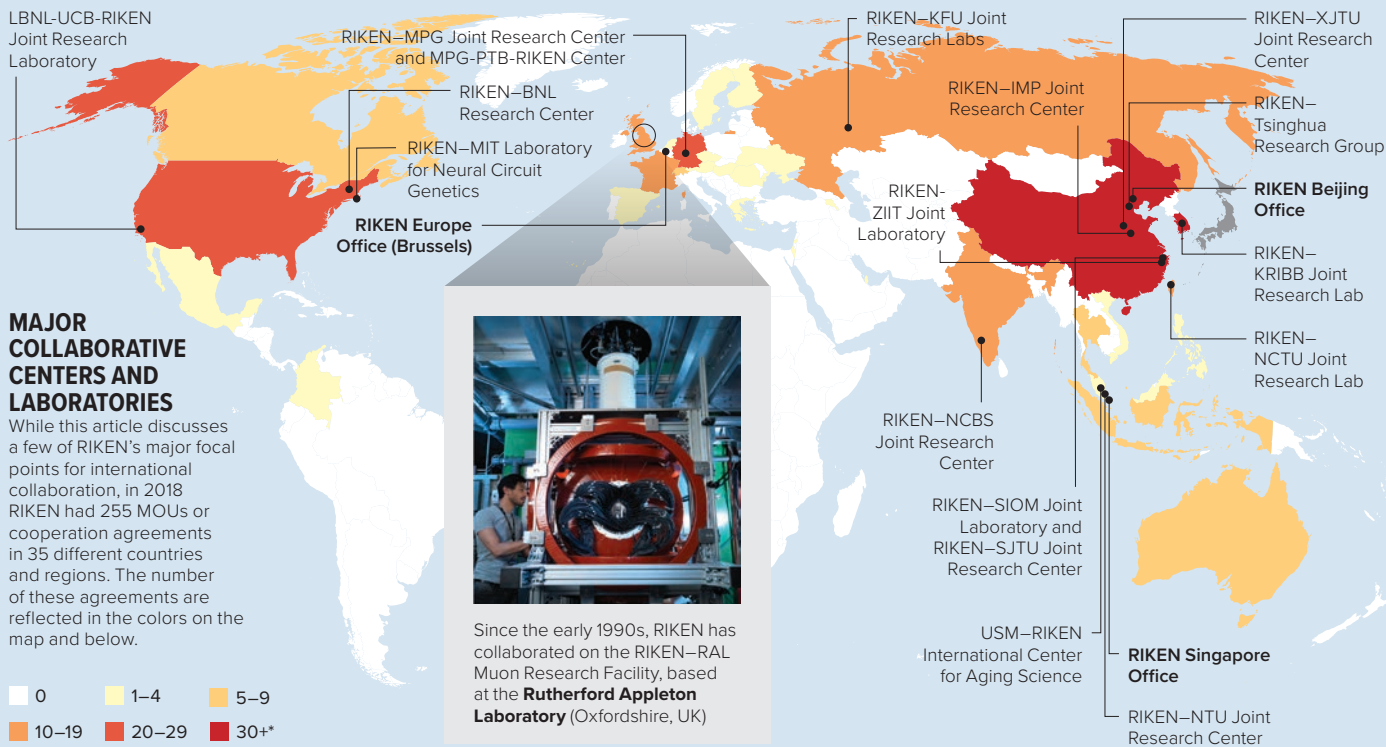 LBNL-UCB-RIKEN
Joint Research
Laboratory
RIKEN–MPG Joint Research Center
and MPG-PTB-RIKEN Center
RIKEN–BNL
Research Center
RIKEN–MIT Laboratory
for Neural Circuit
Genetics
RIKEN Europe
Office (Brussels)
RIKEN–KFU Joint
Research Labs
RIKEN–IMP Joint
Research Center
RIKEN-
ZIIT Joint
Laboratory
RIKEN–XJTU
Joint Research
Center
RIKEN–
Tsinghua
Research Group
RIKEN Beijing
Office
RIKEN–
KRIBB Joint
Research Lab
RIKEN–
NCTU Joint
Research Lab
RIKEN–NCBS
Joint Research
Center
RIKEN–SIOM Joint
Laboratory and
RIKEN–SJTU Joint
Research Center
USM–RIKEN
International Center
for Aging Science
RIKEN Singapore
Office
RIKEN–NTU Joint
Research Center
MAJOR
COLLABORATIVE
CENTERS AND
LABORATORIES
While this article discusses
a few of RIKEN's major focal
points for international
collaboration, in 2018
RIKEN had 255 MOUs or
cooperation agreements
in 35 different countries
and regions. The number
of these agreements are
reflected in the colors on the
map and below.
0 1–4 5–9
10–19 20–29 30+*
Since the early 1990s, RIKEN has
collaborated on the RIKEN–RAL
Muon Research Facility, based
at the Rutherford Appleton
Laboratory (Oxfordshire, UK)